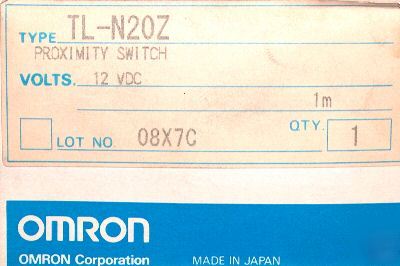 TYPE TL-N20Z
PROXIMITY SWITCH
VOLTS. 12 VDC
1m
LOT NO. 08X7C QTY. 1
OMRON
OMRON Corporation MADE IN JAPAN